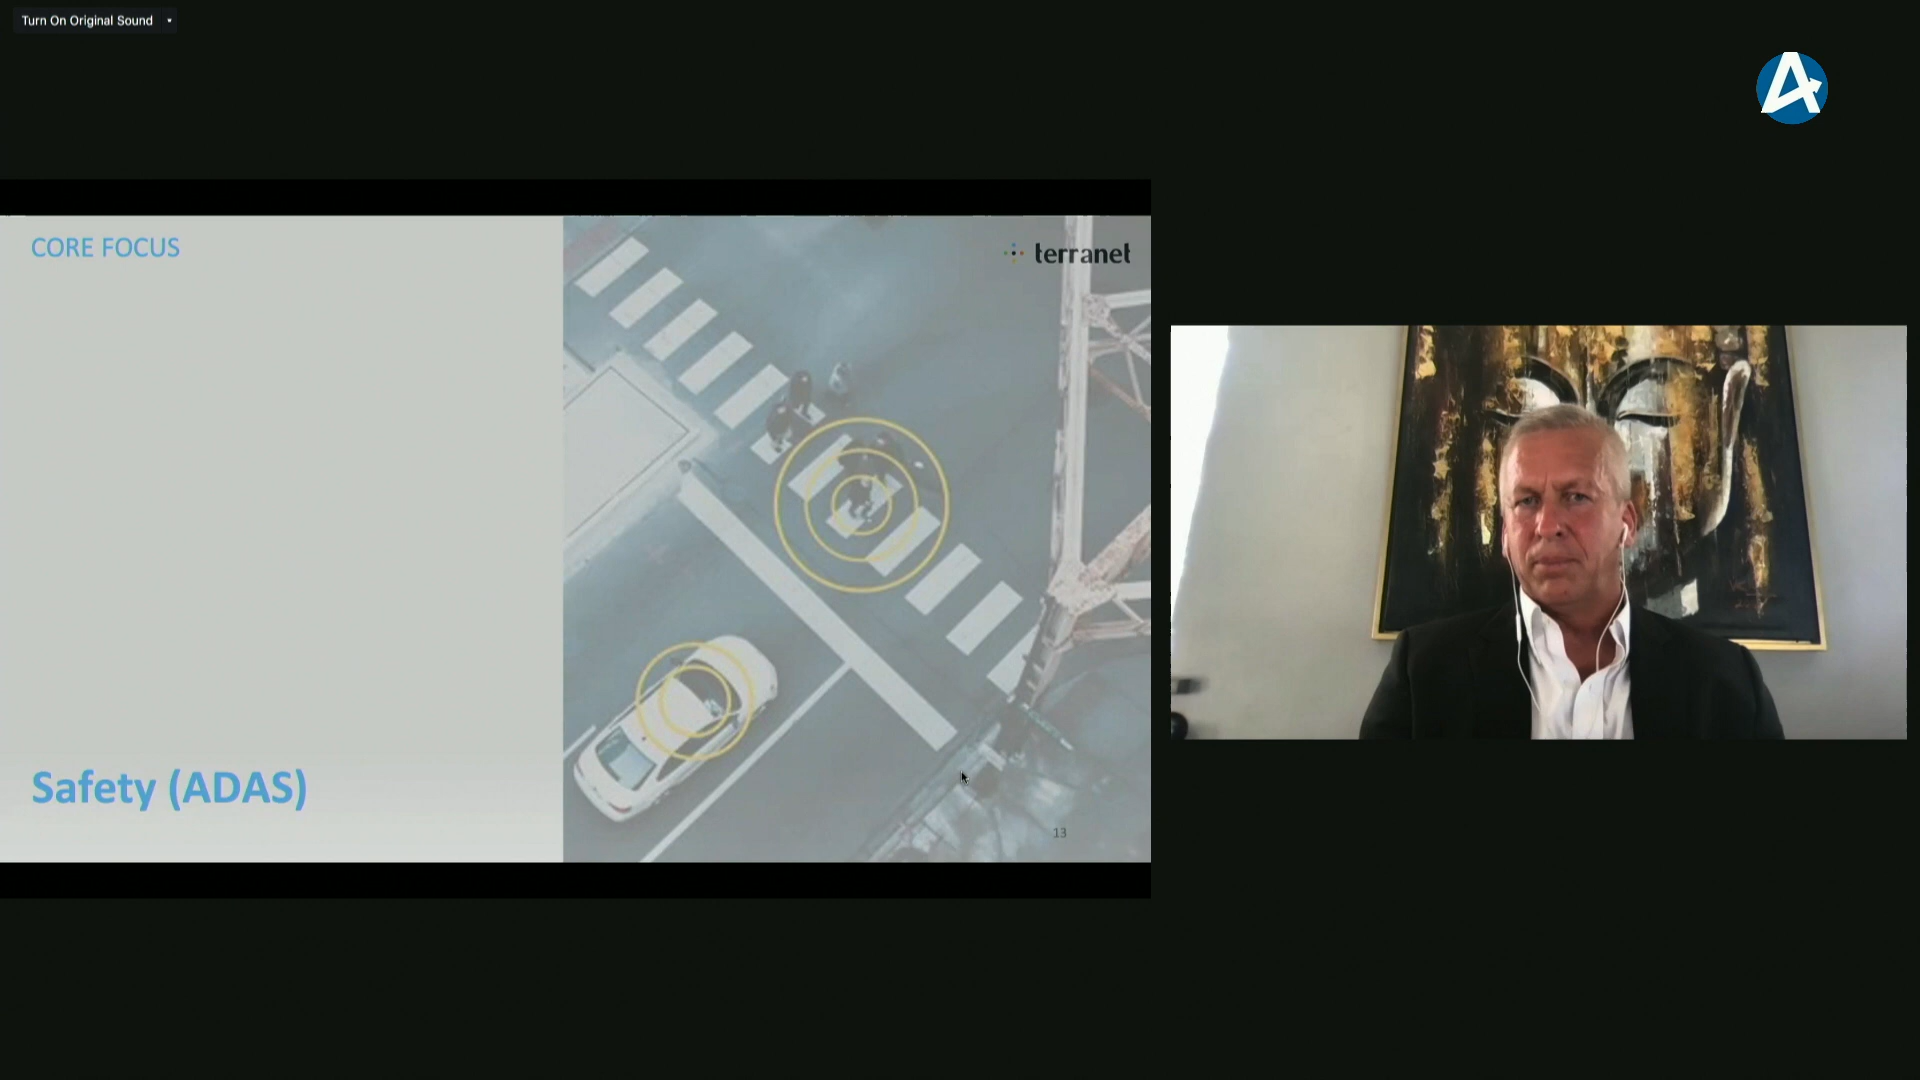 Turn On Original Sound
CORE FOCUS
terranet
Safety (ADAS)
13